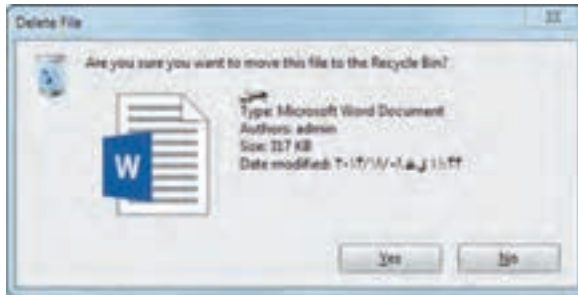 Delete File
Are you sure you want to move this file to the Recycle Bin?
Type: Microsoft Word Document
Authors: admin
Size: 317 KB
Date modified:
Yes
No